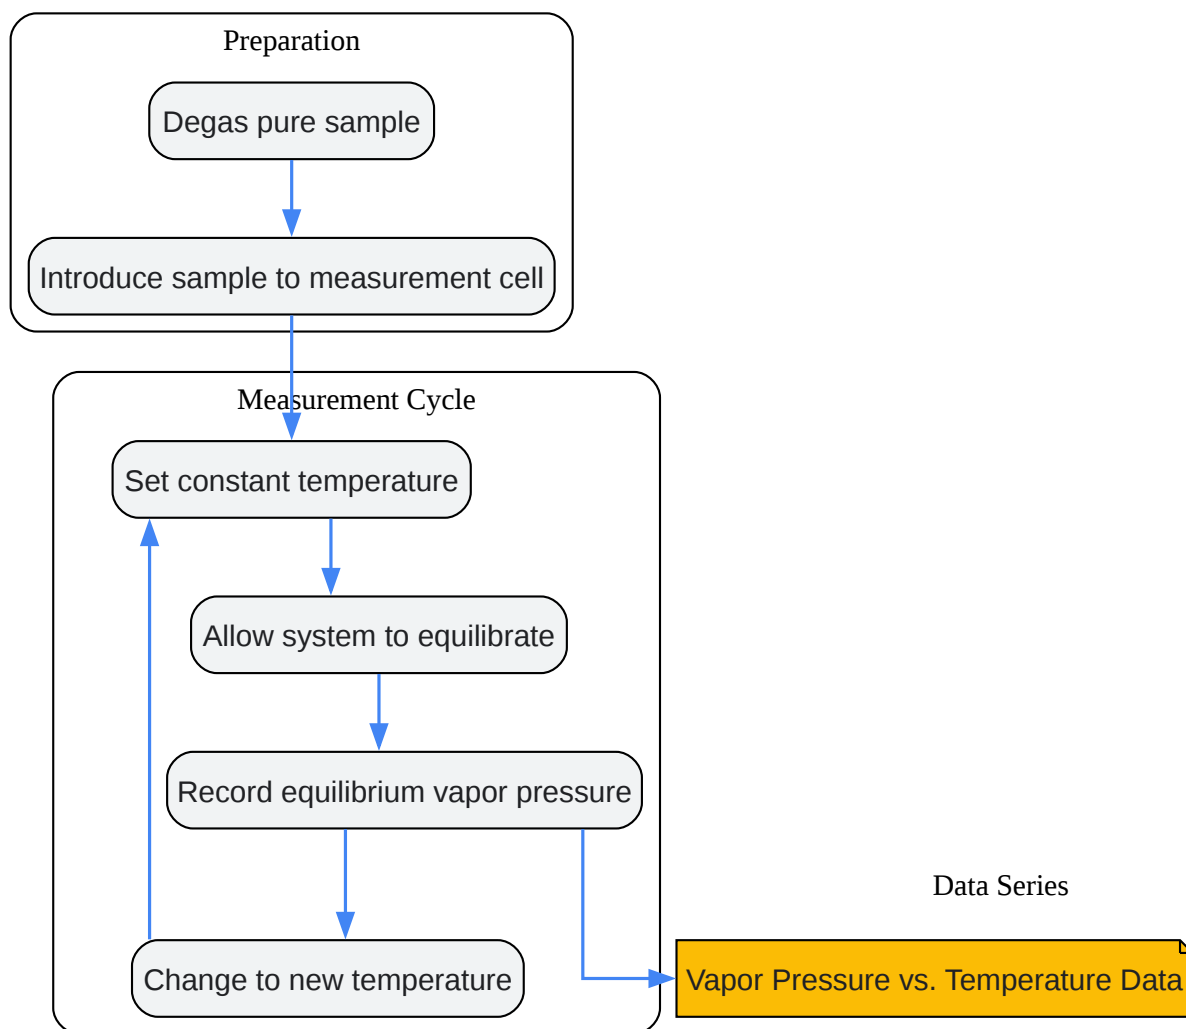 Preparation
Degas pure sample
Introduce sample to measurement cell
Measurement Cycle
Set constant temperature
Allow system to equilibrate
Record equilibrium vapor pressure
Change to new temperature
Data Series
Vapor Pressure vs. Temperature Data